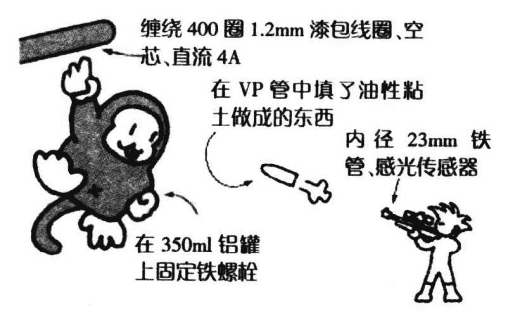 缠绕 400 圈 1.2mm 漆包线圈、空
芯、直流 4A
在 VP 管中填了油性粘
土做成的东西
内径 23mm 铁
管、感光传感器
在 350ml 铝罐
上固定铁螺栓